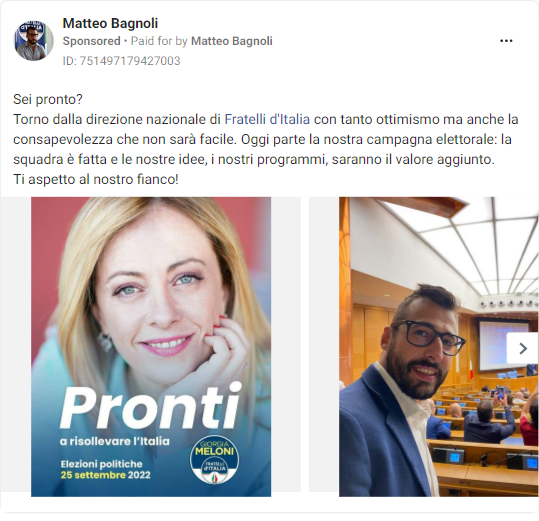 Matteo Bagnoli
Sponsored • Paid for by Matteo Bagnoli
ID: 751497179427003
Sei pronto?
Torno dalla direzione nazionale di Fratelli d'Italia con tanto ottimismo ma anche la
consapevolezza che non sarà facile. Oggi parte la nostra campagna elettorale: la
squadra è fatta e le nostre idee, i nostri programmi, saranno il valore aggiunto.
Ti aspetto al nostro fianco!
Pronti
a risollevare l'Italia
Elezioni politiche
25 settembre 2022
GIORGIA
MELONI
FRATELLI
d'ITALIA